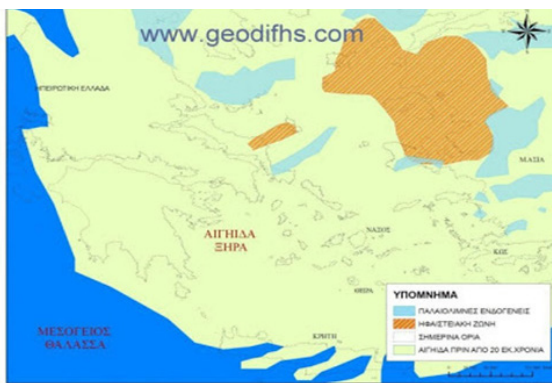 www.geodifhs.com
ΗΠΕΙΡΩΤΙΚΗ ΕΛΛΑΔΑ
Μ.ΑΣΙΑ
ΑΙΓΗΙΔΑ
ΞΗΡΑ
ΝΑΞΟΣ
ΚΩΣ
ΘΗΡΑ
ΜΕΣΟΓΕΙΟΣ
ΘΑΛΑΣΣΑ
ΚΡΗΤΗ
ΥΠΟΜΝΗΜΑ
ΠΑΛΑΙΟΛΙΜΝΕΣ ΕΝΔΟΓΕΝΕΙΣ
ΗΦΑΙΣΤΕΙΑΚΗ ΖΩΝΗ
ΣΗΜΕΡΙΝΑ ΟΡΙΑ
ΑΙΓΗΙΔΑ ΠΡΙΝ ΑΠΟ 20 ΕΚ.ΧΡΟΝΙΑ